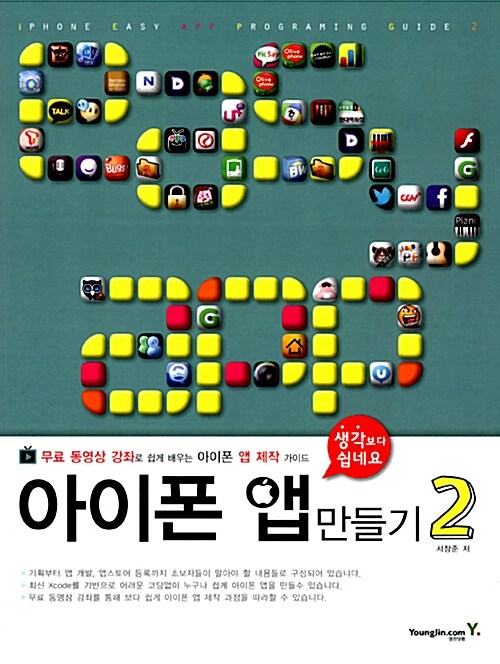 iPHONE EASY APP PROGRAMING GUIDE 2
easy
app
무료 동영상 강좌로 쉽게 배우는 아이폰 앱 제작 가이드
생각보다
쉽네요
아이폰 앱만들기 2
서창준 저
기획부터 앱 개발, 앱스토어 등록까지 초보자들이 알아야 할 내용들로 구성되어 있습니다.
최신 Xcode를 기반으로 어려운 코딩없이 누구나 쉽게 아이폰 앱을 만들수 있습니다.
무료 동영상 강좌를 통해 보다 쉽게 아이폰 앱 제작 과정을 따라할 수 있습니다.
YoungJin.com Y.
영진닷컴